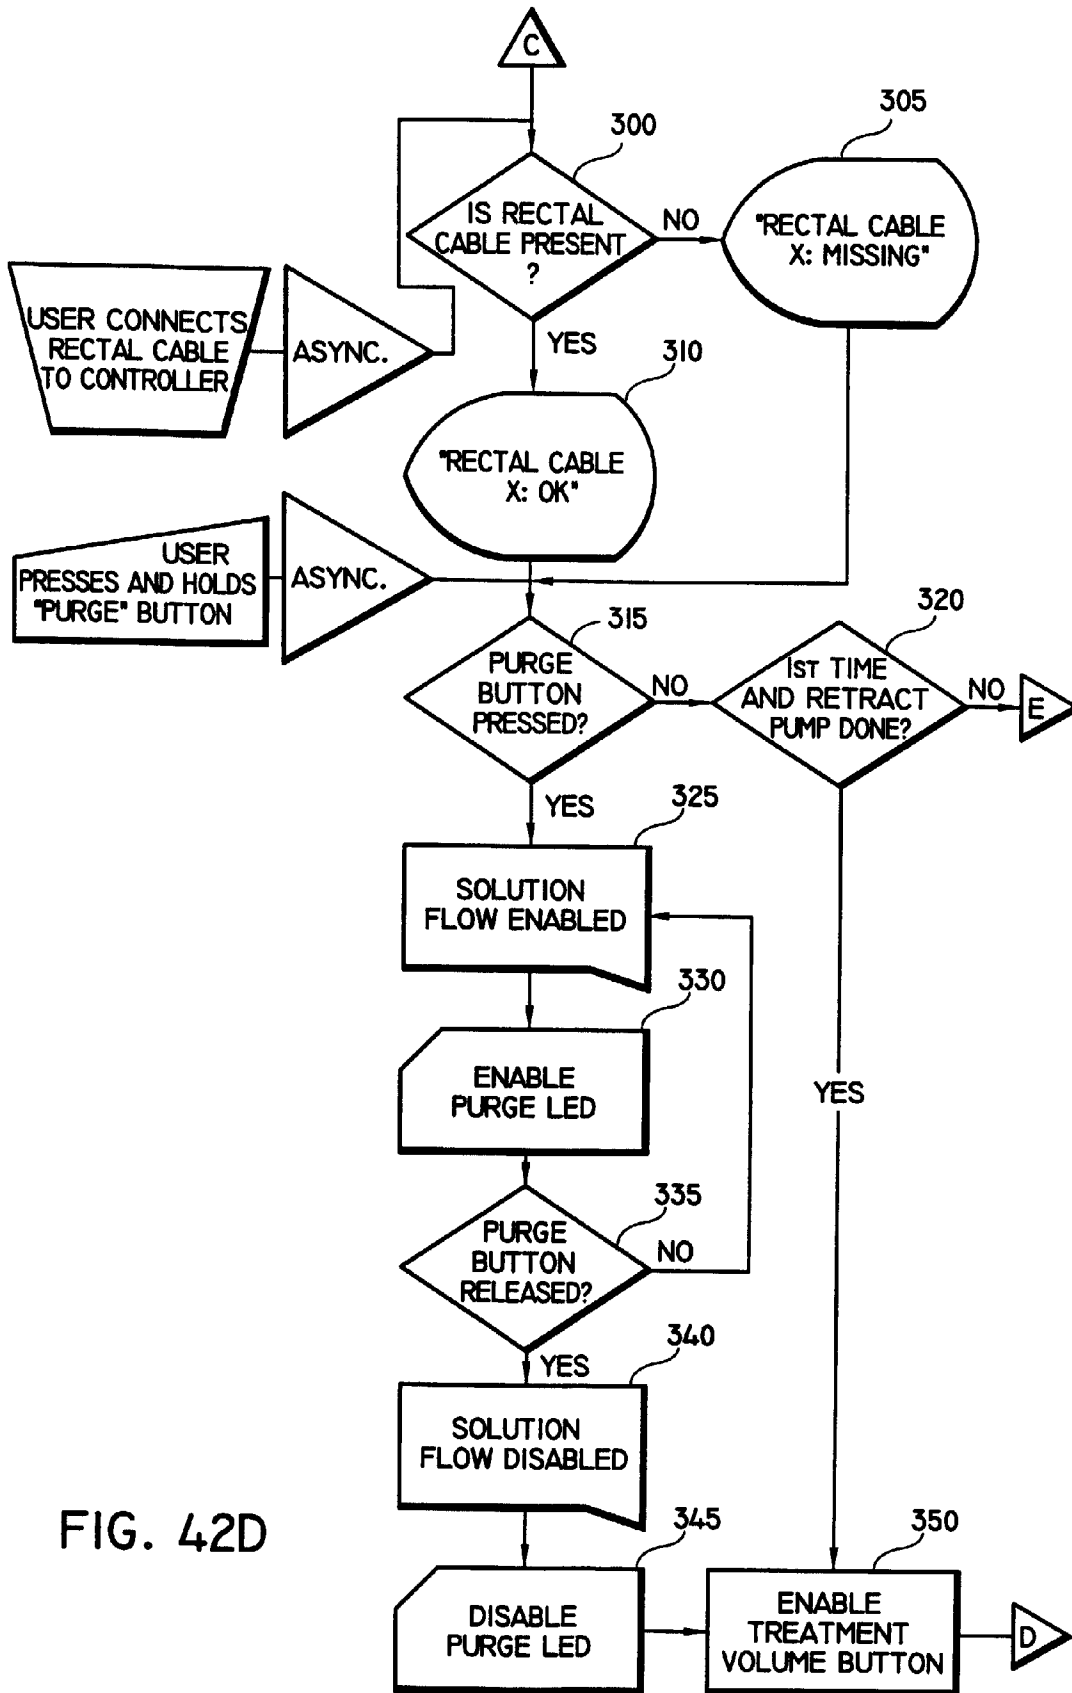 C
300
305
IS RECTAL
CABLE PRESENT
?
NO
"RECTAL CABLE
X: MISSING"
USER CONNECTS
RECTAL CABLE
TO CONTROLLER
ASYNC.
YES
310
"RECTAL CABLE
X: OK"
USER
PRESSES AND HOLDS
"PURGE" BUTTON
ASYNC.
315
PURGE
BUTTON
PRESSED?
NO
320
1ST TIME
AND RETRACT
PUMP DONE?
NO
E
YES
325
SOLUTION
FLOW ENABLED
330
ENABLE
PURGE LED
YES
335
PURGE
BUTTON
RELEASED?
NO
YES
340
SOLUTION
FLOW DISABLED
FIG. 42D
345
DISABLE
PURGE LED
350
ENABLE
TREATMENT
VOLUME BUTTON
D